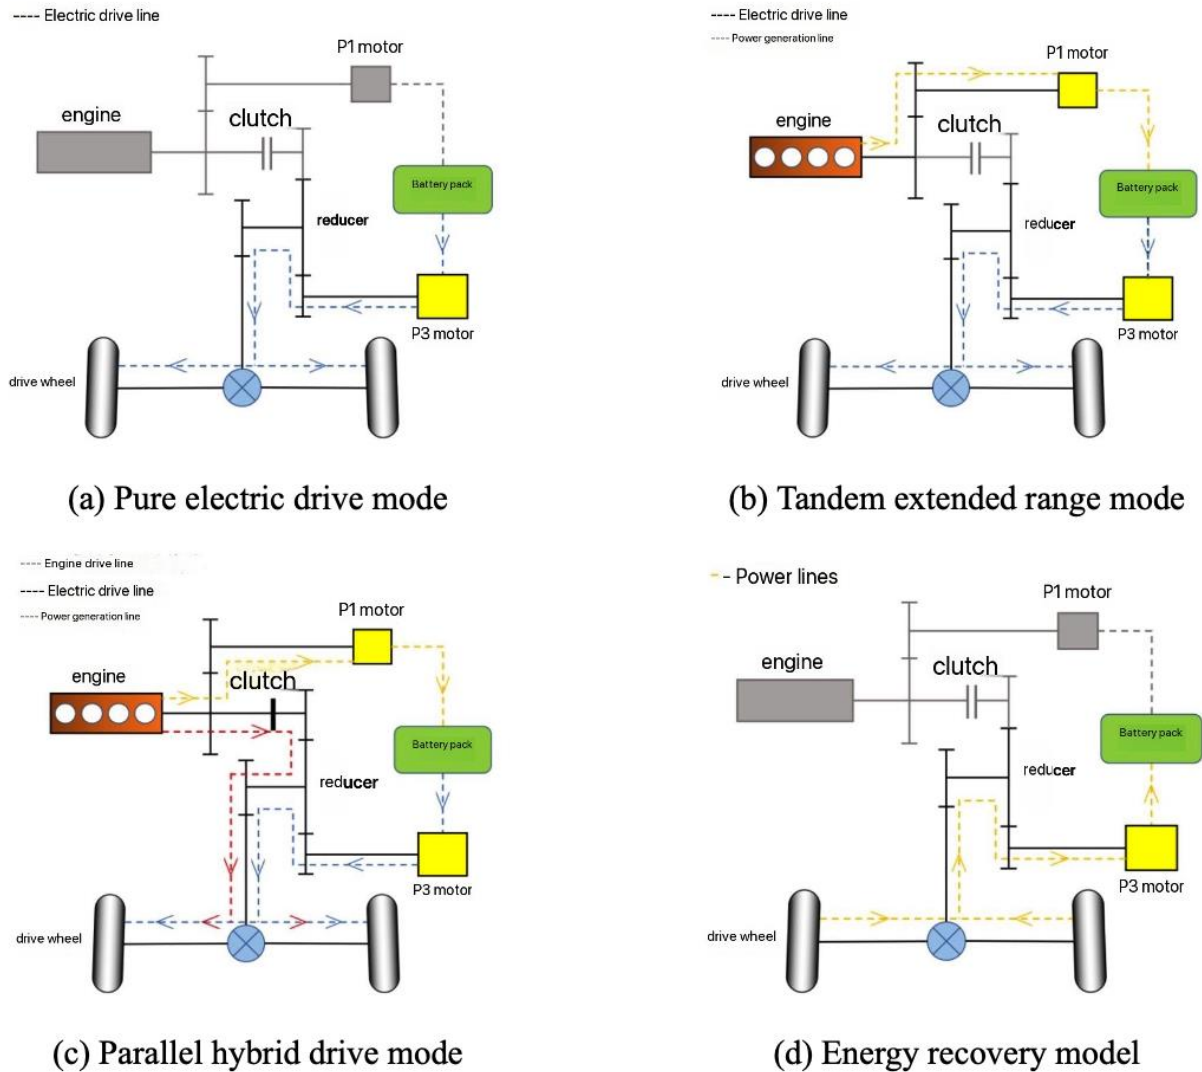 ---- Electric drive line
P1 motor
engine
clutch
Battery pack
reducer
P3 motor
drive wheel
(a) Pure electric drive mode
---- Electric drive line
---- Power generation line
P1 motor
engine
clutch
Battery pack
reducer
P3 motor
drive wheel
(b) Tandem extended range mode
---- Engine drive line
---- Electric drive line
---- Power generation line
P1 motor
engine
clutch
Battery pack
reducer
P3 motor
drive wheel
(c) Parallel hybrid drive mode
- - Power lines
P1 motor
engine
clutch
Battery pack
reducer
P3 motor
drive wheel
(d) Energy recovery model